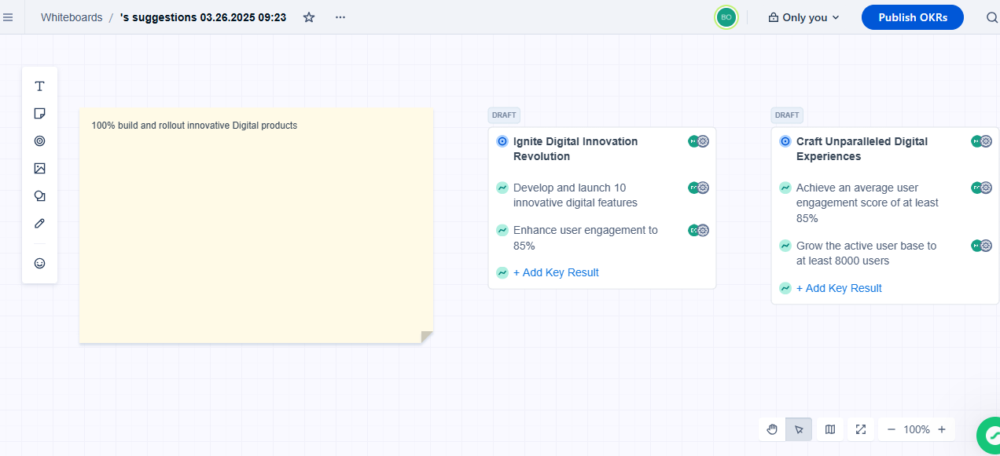 Whiteboards / 's suggestions 03.26.2025 09:23
BO
Only you
Publish OKRs
100% build and rollout innovative Digital products
DRAFT
Ignite Digital Innovation
Revolution
Develop and launch 10
innovative digital features
Enhance user engagement to
85%
+ Add Key Result
DRAFT
Craft Unparalleled Digital
Experiences
Achieve an average user
engagement score of at least
85%
Grow the active user base to
at least 8000 users
+ Add Key Result
100%